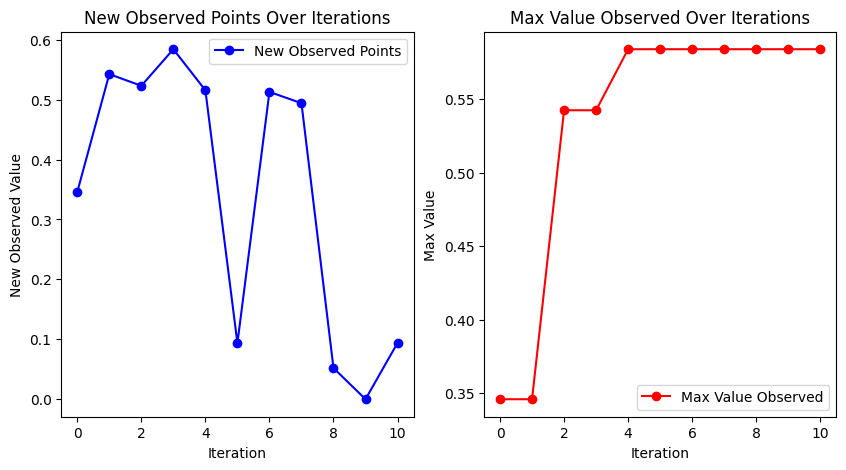 New Observed Points Over Iterations
New Observed Points
New Observed Value
0.6
0.5
0.4
0.3
0.2
0.1
0.0
0 2 4 6 8 10
Iteration
Max Value Observed Over Iterations
Max Value
0.55
0.50
0.45
0.40
0.35
Max Value Observed
0 2 4 6 8 10
Iteration